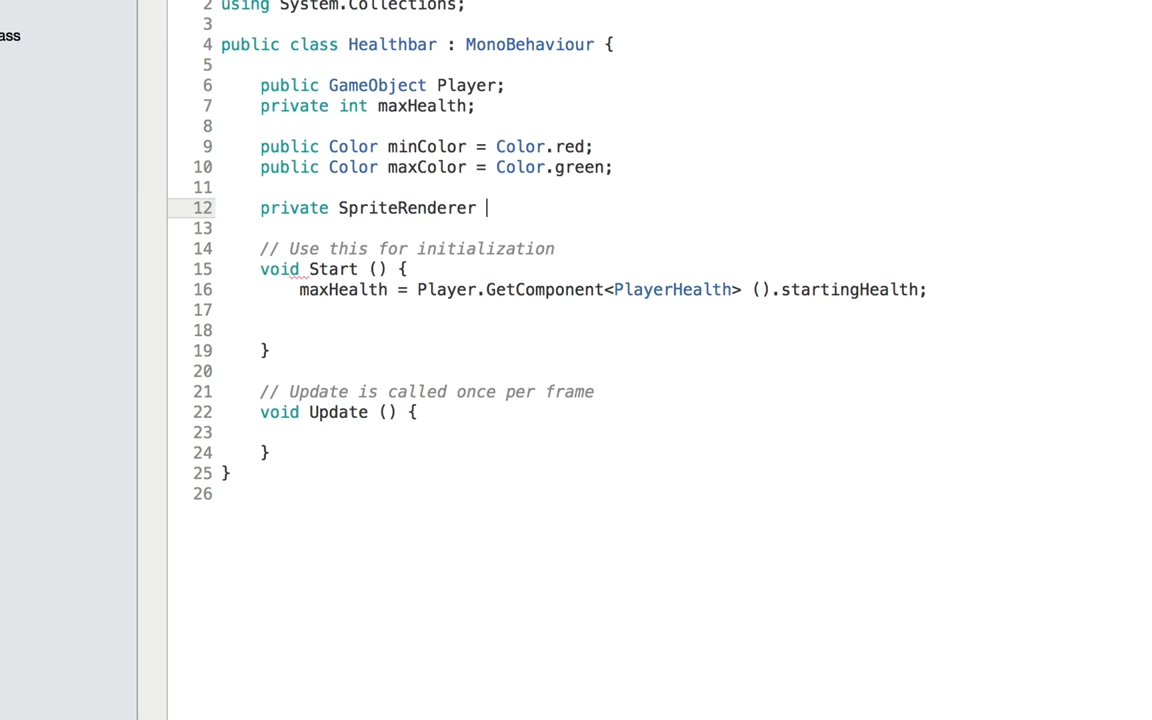 2 using System.Collections;
ass
3
4 public class Healthbar : MonoBehaviour {
5
6 public GameObject Player;
7 private int maxHealth;
8
9 public Color minColor = Color.red;
10 public Color maxColor = Color.green;
11
12 private SpriteRenderer
13
14 // Use this for initialization
15 void Start () {
16 maxHealth = Player.GetComponent<PlayerHealth> ().startingHealth;
17
18
19 }
20
21 // Update is called once per frame
22 void Update () {
23
24 }
25 }
26